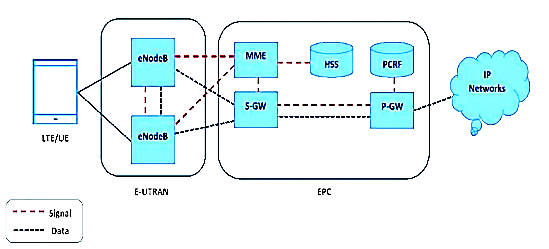 eNodeB
MME
HSS
PCRF
IP
Networks
S-GW
P-GW
eNodeB
LTE/UE
E-UTRAN
EPC
Signal
Data